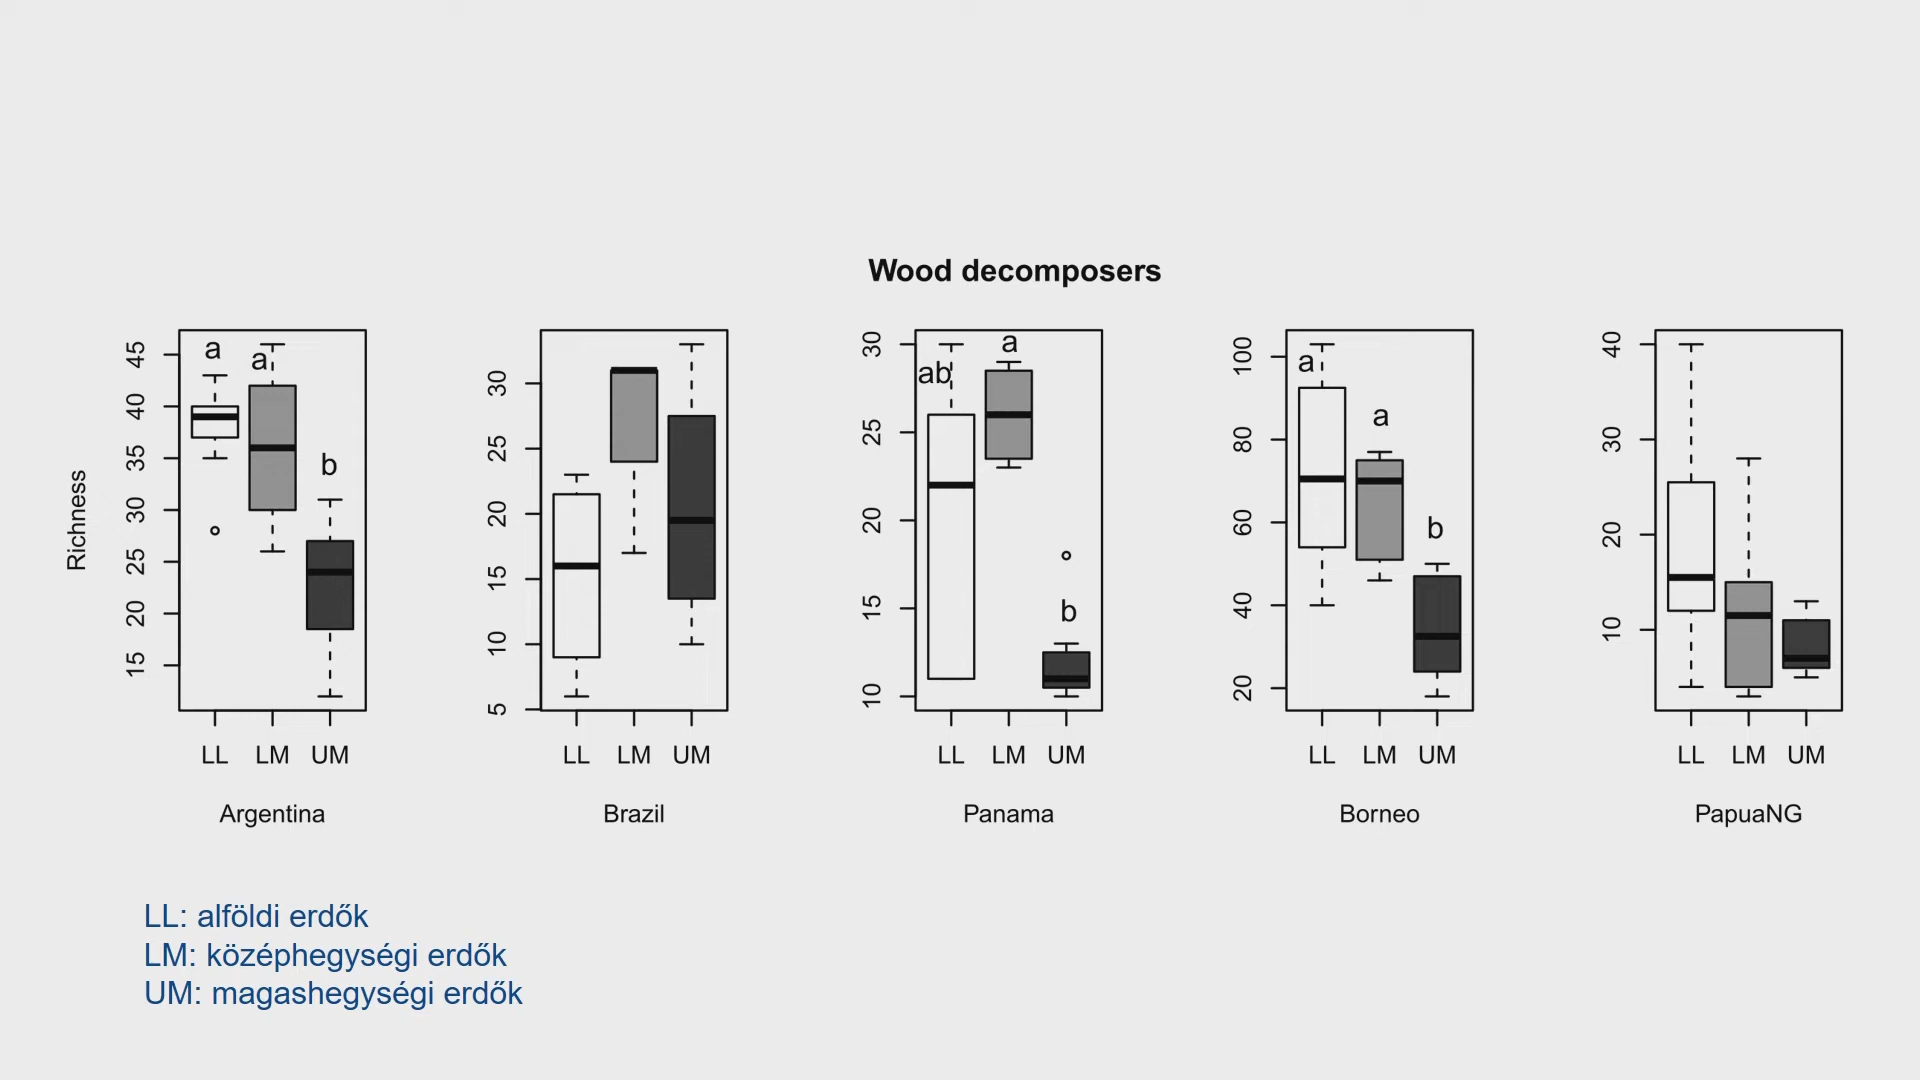 Wood decomposers
Richness
45
40
35
30
25
20
15
a
a
b
LL LM UM
Argentina
30
25
20
15
10
5
LL LM UM
Brazil
30
25
20
15
10
ab
a
b
LL LM UM
Panama
100
80
60
40
20
a
a
b
LL LM UM
Borneo
40
30
20
10
LL LM UM
PapuaNG
LL: alföldi erdők
LM: középhegységi erdők
UM: magashegységi erdők